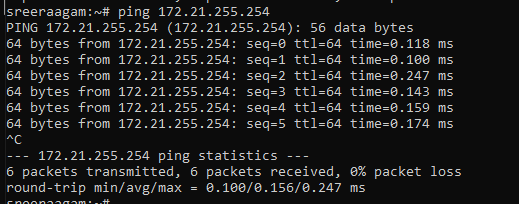 sreeraagam:~# ping 172.21.255.254
PING 172.21.255.254 (172.21.255.254): 56 data bytes
64 bytes from 172.21.255.254: seq=0 ttl=64 time=0.118 ms
64 bytes from 172.21.255.254: seq=1 ttl=64 time=0.100 ms
64 bytes from 172.21.255.254: seq=2 ttl=64 time=0.247 ms
64 bytes from 172.21.255.254: seq=3 ttl=64 time=0.143 ms
64 bytes from 172.21.255.254: seq=4 ttl=64 time=0.159 ms
64 bytes from 172.21.255.254: seq=5 ttl=64 time=0.174 ms
^C
--- 172.21.255.254 ping statistics ---
6 packets transmitted, 6 packets received, 0% packet loss
round-trip min/avg/max = 0.100/0.156/0.247 ms
sreeraagam:~#